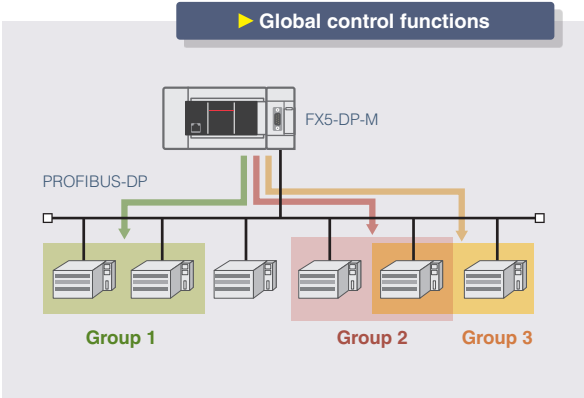 ► Global control functions
FX5-DP-M
PROFIBUS-DP
Group 1
Group 2
Group 3